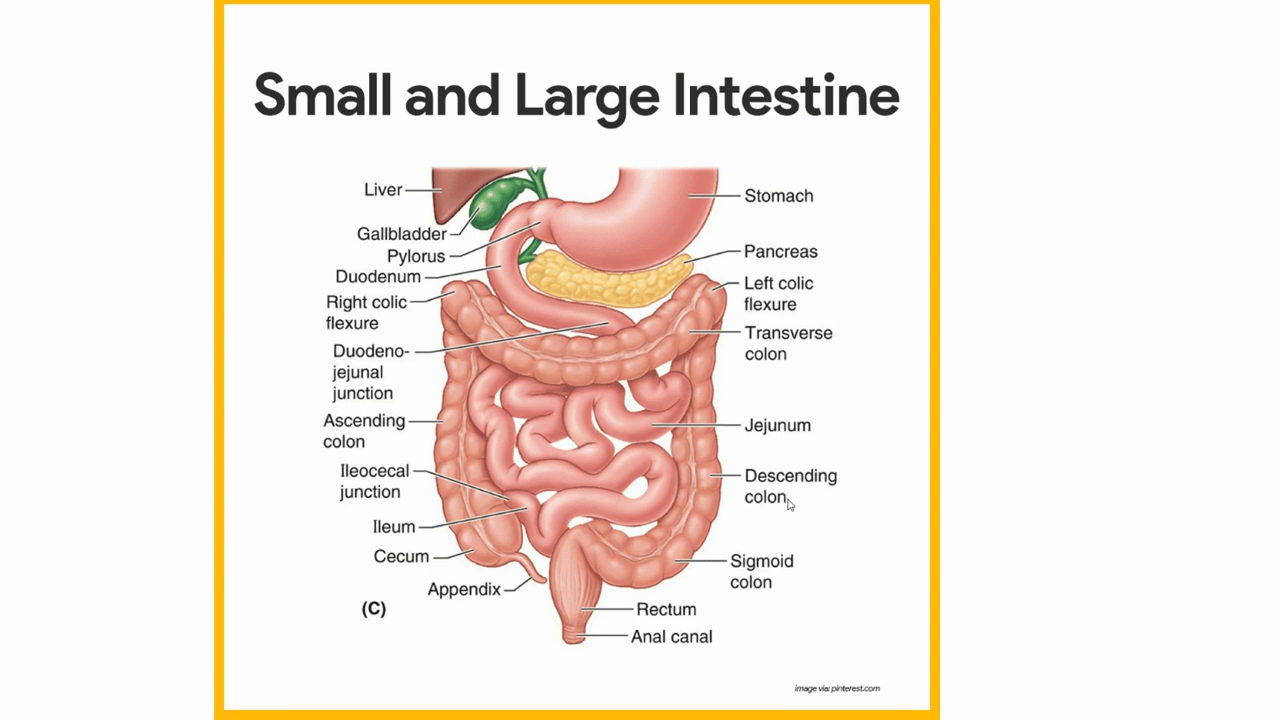 Small and Large Intestine
Liver
Gallbladder
Pylorus
Duodenum
Right colic
flexure
Duodeno-
jejunal
junction
Ascending
colon
Ileocecal
junction
Ileum
Cecum
Appendix
(C)
Stomach
Pancreas
Left colic
flexure
Transverse
colon
Jejunum
Descending
colon
Sigmoid
colon
Rectum
Anal canal
image via: pinterest.com